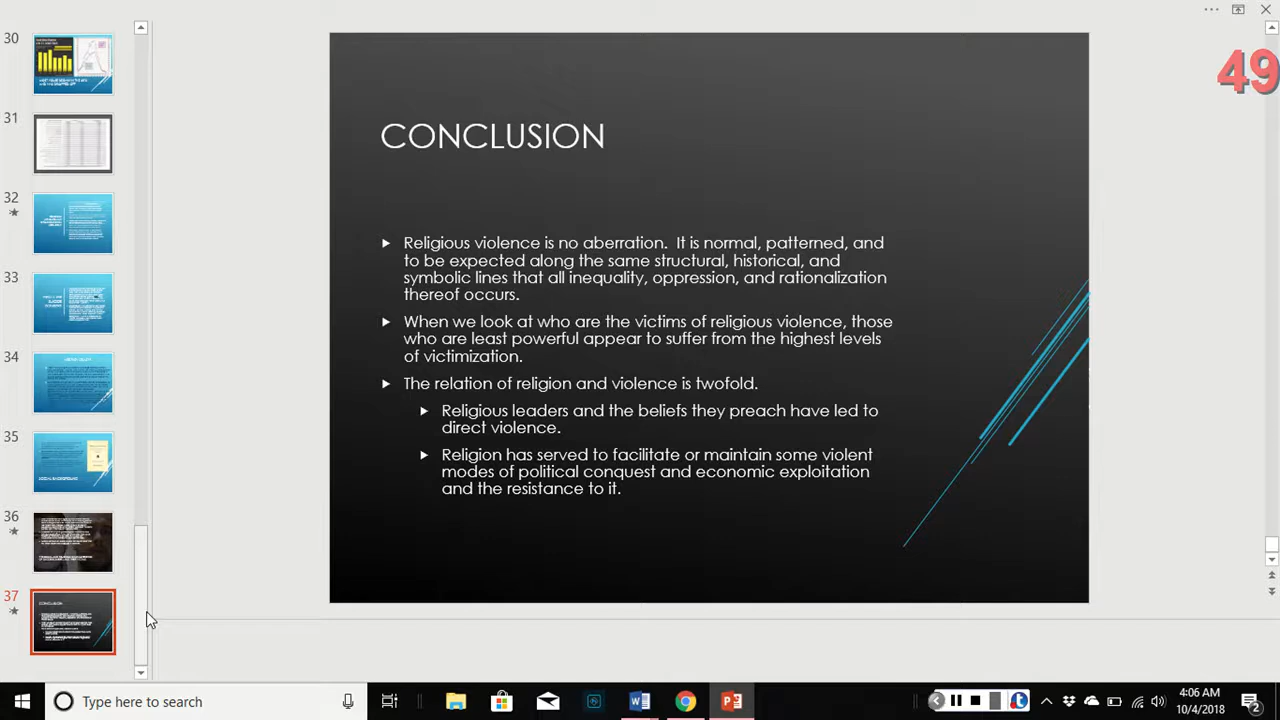 30
31
32
33
34
35
36
37
49
CONCLUSION
Religious violence is no aberration.  It is normal, patterned, and
to be expected along the same structural, historical, and
symbolic lines that all inequality, oppression, and rationalization
thereof occurs.
When we look at who are the victims of religious violence, those
who are least powerful appear to suffer from the highest levels
of victimization.
The relation of religion and violence is twofold.
Religious leaders and the beliefs they preach have led to
direct violence.
Religion has served to facilitate or maintain some violent
modes of political conquest and economic exploitation
and the resistance to it.
Type here to search
4:06 AM
10/4/2018
2